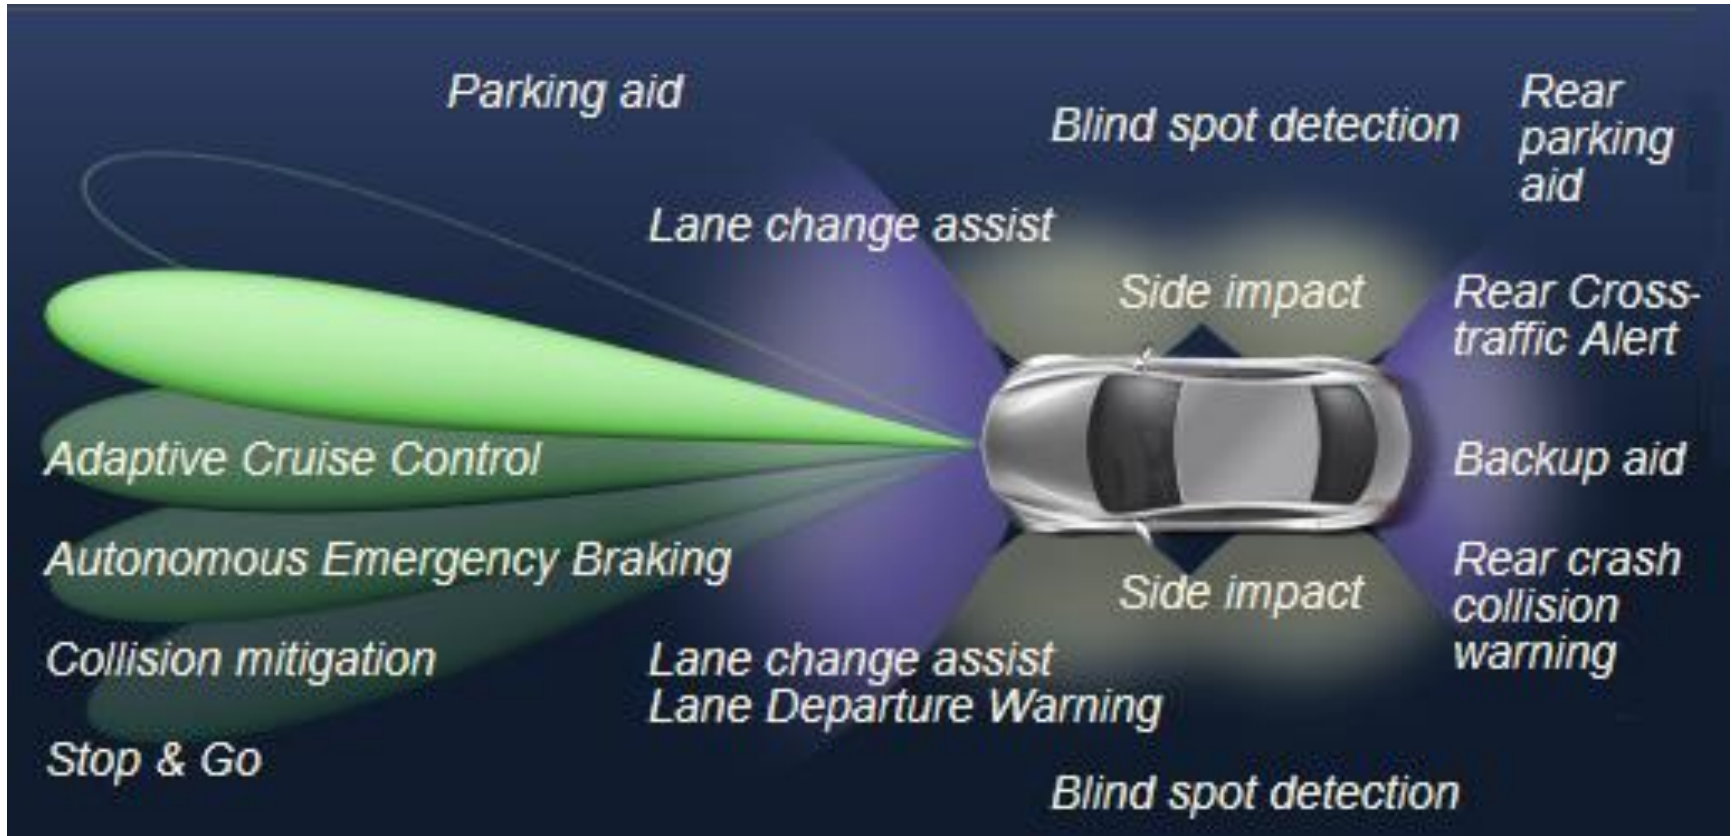 Parking aid
Blind spot detection
Rear
parking
aid
Lane change assist
Side impact
Rear Cross-
traffic Alert
Adaptive Cruise Control
Backup aid
Autonomous Emergency Braking
Side impact
Rear crash
collision
warning
Collision mitigation
Lane change assist
Lane Departure Warning
Stop & Go
Blind spot detection